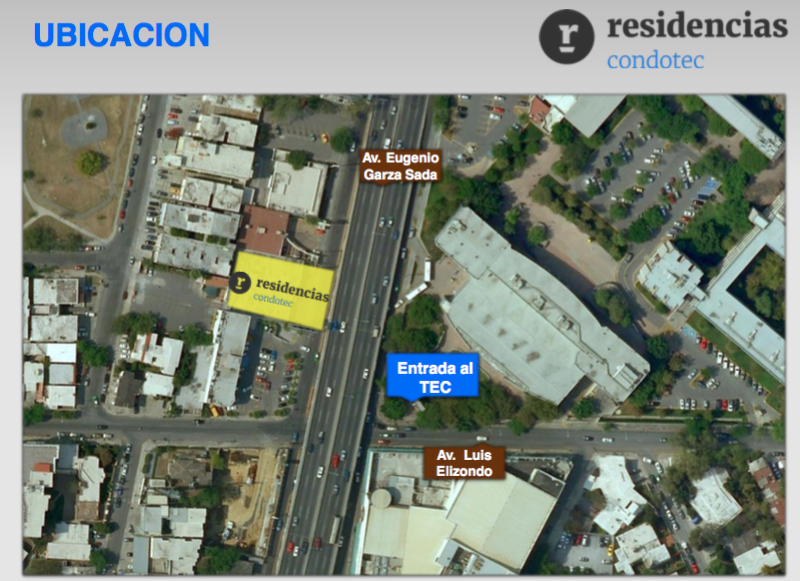 UBICACION
r residencias
condotec
Av. Eugenio
Garza Sada
r residencias
condotec
Entrada al
TEC
Av. Luis
Elizondo